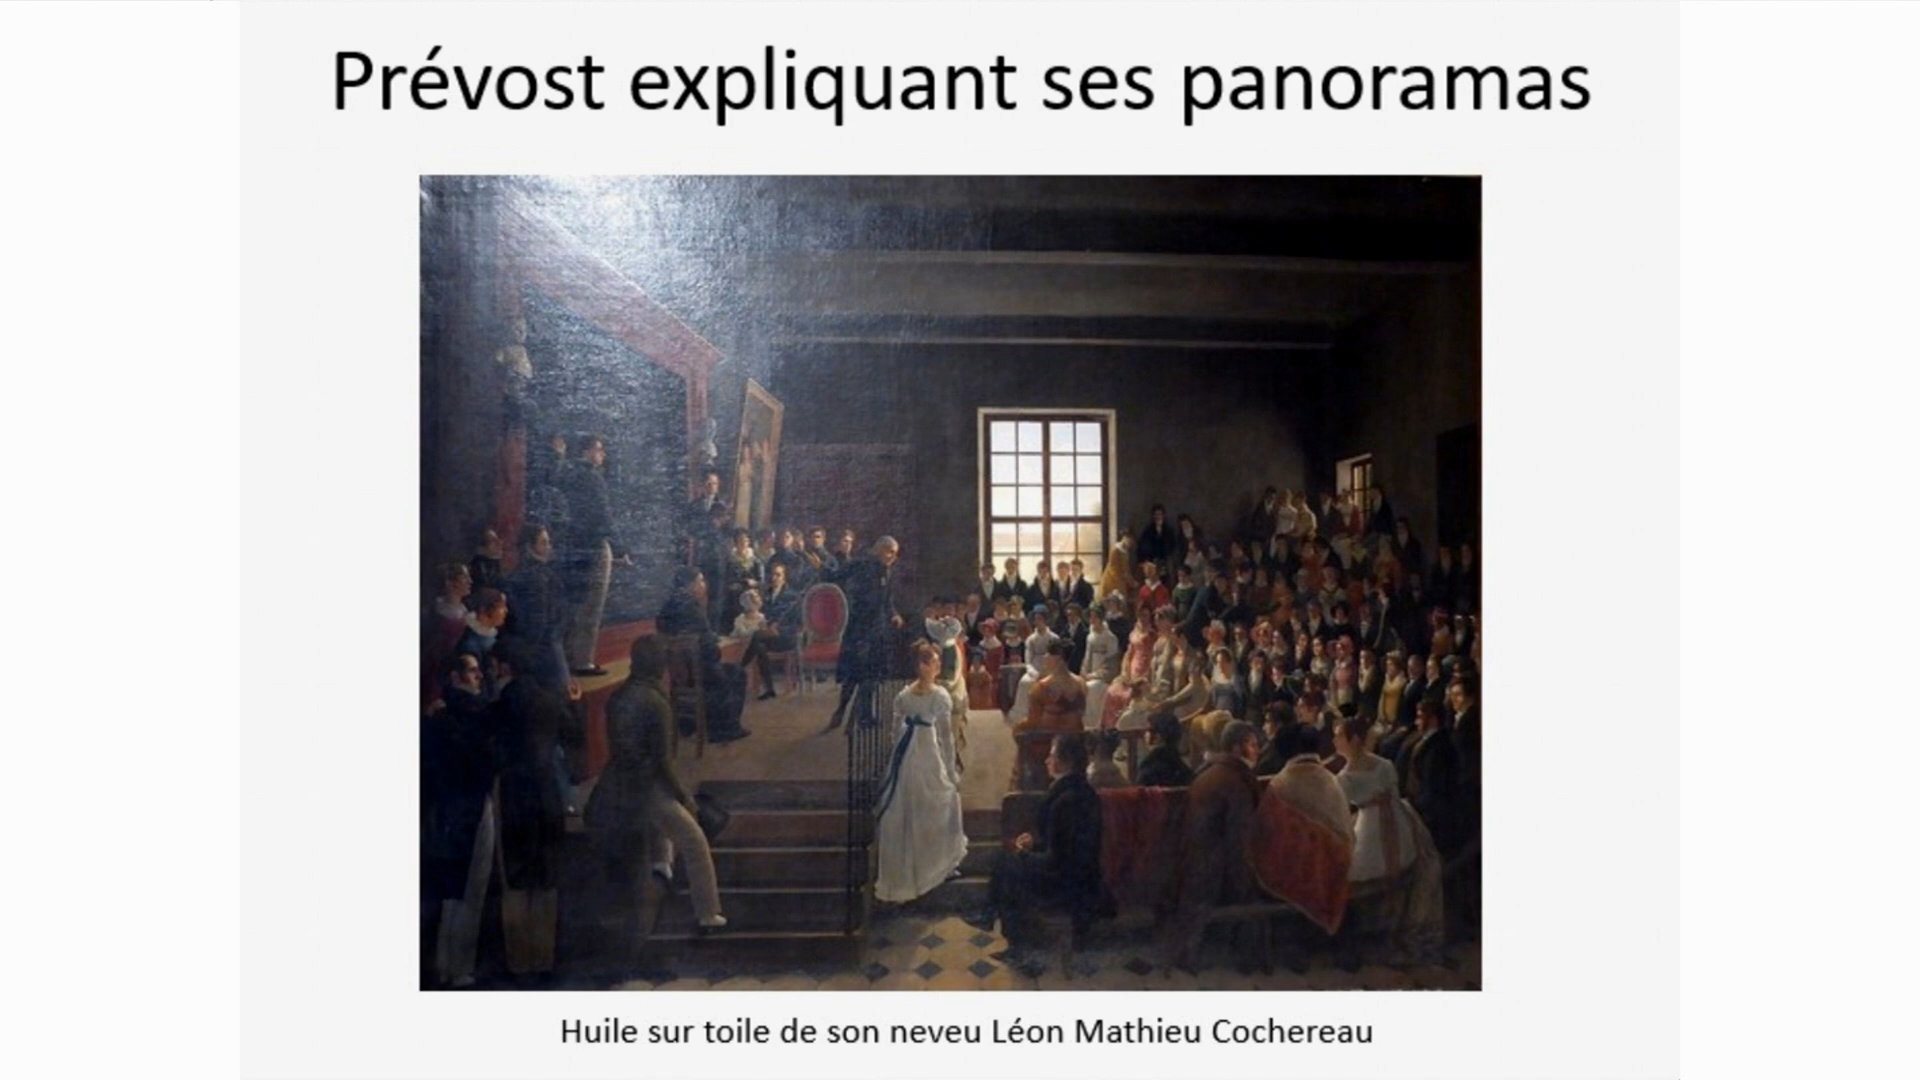 Prévost expliquant ses panoramas
Huile sur toile de son neveu Léon Mathieu Cochereau